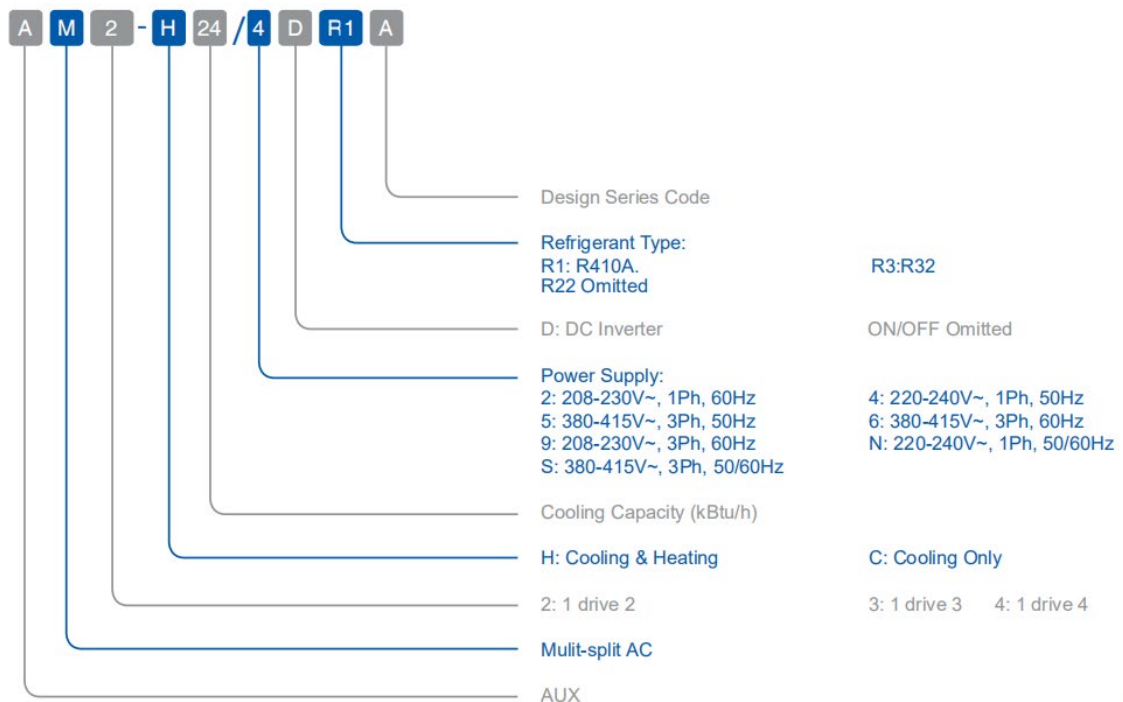 A M 2 - H 24 / 4 D R1 A
Design Series Code
Refrigerant Type:
R1: R410A. R3:R32
R22 Omitted
D: DC Inverter ON/OFF Omitted
Power Supply:
2: 208-230V~, 1Ph, 60Hz 4: 220-240V~, 1Ph, 50Hz
5: 380-415V~, 3Ph, 50Hz 6: 380-415V~, 3Ph, 60Hz
9: 208-230V~, 3Ph, 60Hz N: 220-240V~, 1Ph, 50/60Hz
S: 380-415V~, 3Ph, 50/60Hz
Cooling Capacity (kBtu/h)
H: Cooling & Heating C: Cooling Only
2: 1 drive 2 3: 1 drive 3 4: 1 drive 4
Mulit-split AC
AUX